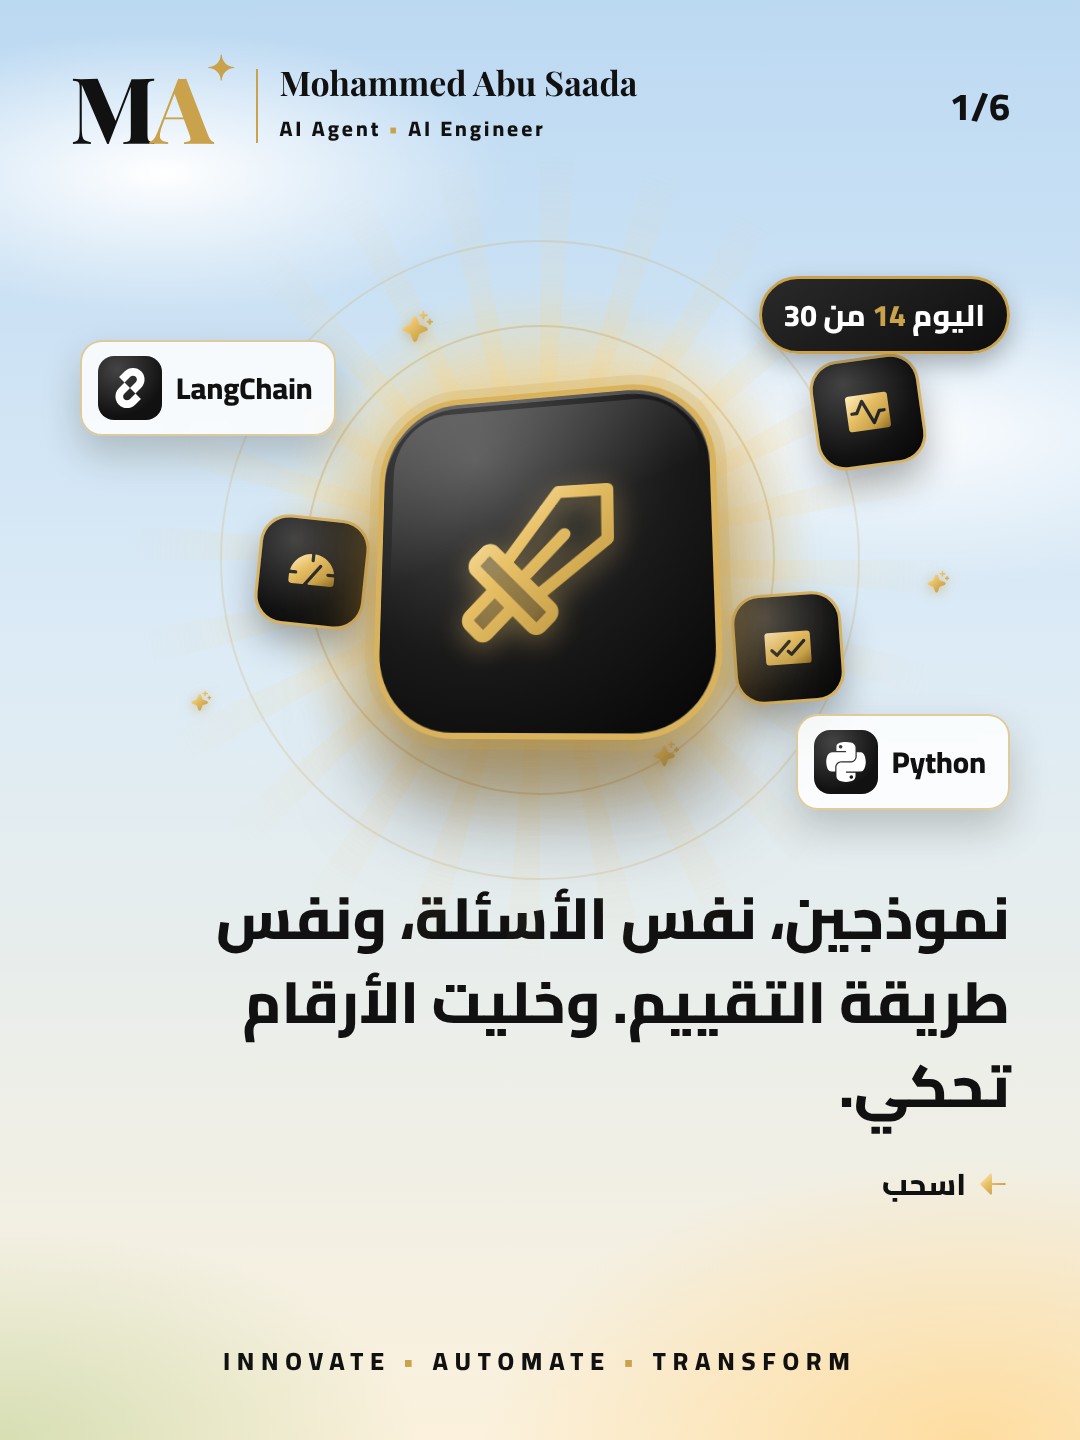 MA
Mohammed Abu Saada
AI Agent ▪ AI Engineer
1/6
اليوم 14 من 30
LangChain
Python
نموذجين، نفس الأسئلة، ونفس
طريقة التقييم. وخليت الأرقام
تحكي.
اسحب
INNOVATE ▪ AUTOMATE ▪ TRANSFORM